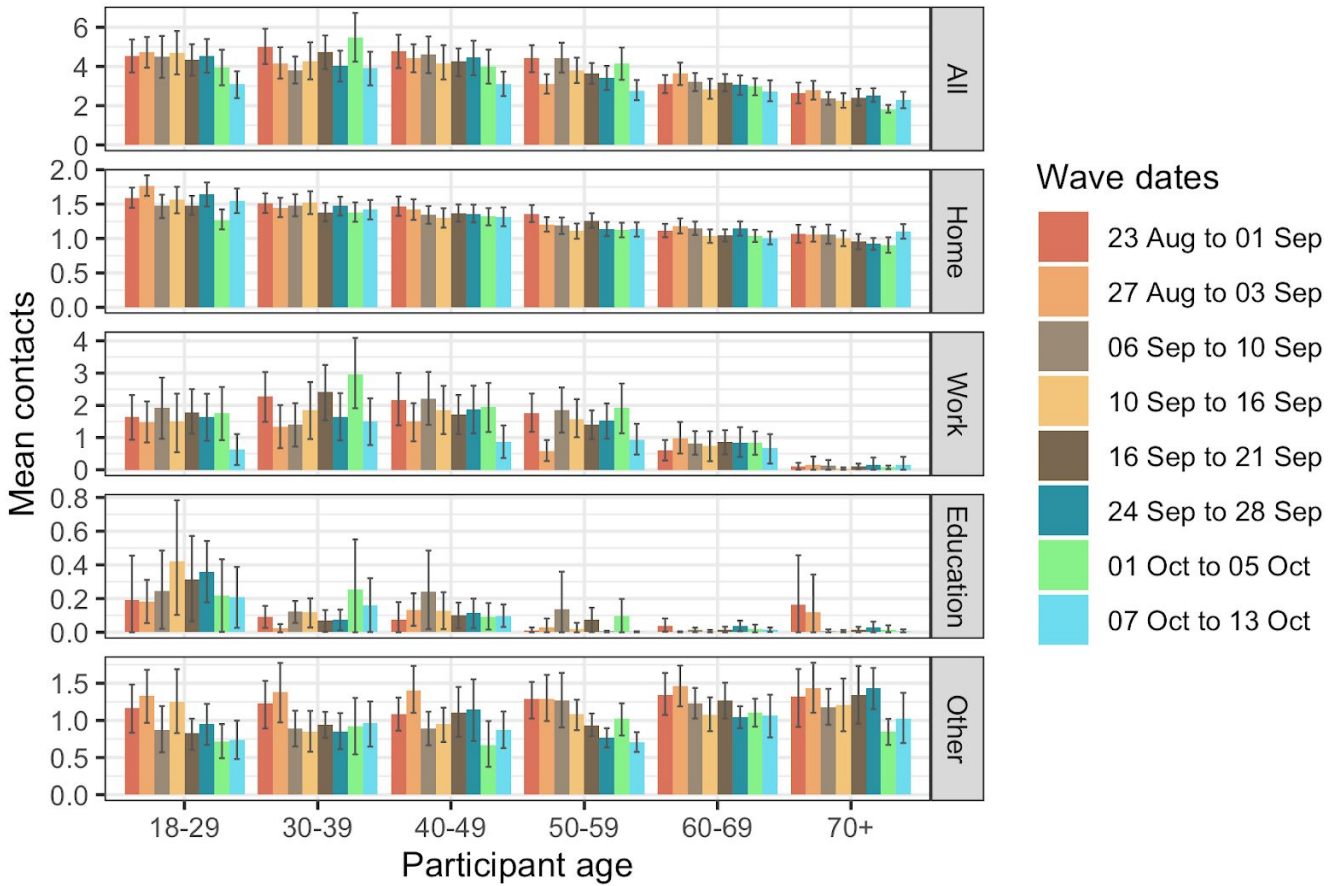 6
4
2
0
All
2.0
1.5
1.0
0.5
0.0
Home
4
3
2
1
0
Work
0.8
0.6
0.4
0.2
0.0
Education
1.5
1.0
0.5
0.0
Other
Mean contacts
18-29 30-39 40-49 50-59 60-69 70+
Participant age
Wave dates
23 Aug to 01 Sep
27 Aug to 03 Sep
06 Sep to 10 Sep
10 Sep to 16 Sep
16 Sep to 21 Sep
24 Sep to 28 Sep
01 Oct to 05 Oct
07 Oct to 13 Oct